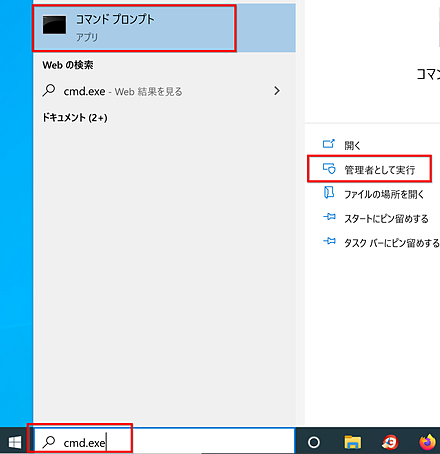 コマンド プロンプト
アプリ
Web の検索
cmd.exe - Web 結果を見る
ドキュメント (2+)
cmd.exe
コマン
開く
管理者として実行
ファイルの場所を開く
スタートにピン留めする
タスク バーにピン留めする